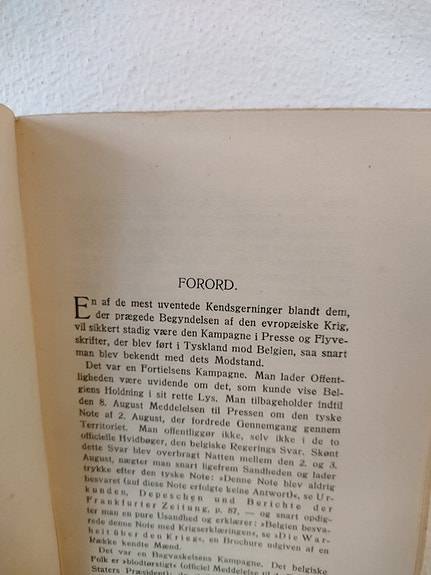 FORORD.
En af de mest uventede Kendsgerninger blandt dem,
der prægede Begyndelsen af den evropæiske Krig,
vil sikkert stadig være den Kampagne i Presse og Flyve-
skrifter, der blev ført i Tyskland mod Belgien, saa snart
man blev bekendt med dets Modstand.
Det var en Fortielsens Kampagne. Man lader Offent-
ligheden være uvidende om det, som kunde vise Bel-
giens Holdning i sit rette Lys. Man tilbageholder indtil
den 8. August Meddelelsen til Pressen om den tyske
Note af 2. August, der fordrede Gennemgang gennem
Territoriet. Man offentliggør ikke, selv ikke i de to
officielle Hvidbøger, den belgiske Regerings Svar. Skønt
dette Svar blev overbragt Natten mellem den 2. og 3.
August, nægter man snart ligefrem Sandheden og lader
trykke efter den tyske Note: »Denne Note blev aldrig
besvaret (auf diese Note erfolgte keine Antwort)«, se Ur-
kunden, Depeschen und Berichte der
Frankfurter Zeitung, p. 87, — og snart opdig-
ter man en pure Usandhed og erklærer: »Belgien besva-
rede denne Note med Krigserklæringen«, se »Die War-
heit über den Krieg«, en Brochure udgiven af en
Række kendte Mænd.
Det var en Bagvaskelsens Kampagne. Det belgiske
Folk er »blodtørstigt« (officiel Meddelelse til de
Staters Præsident)